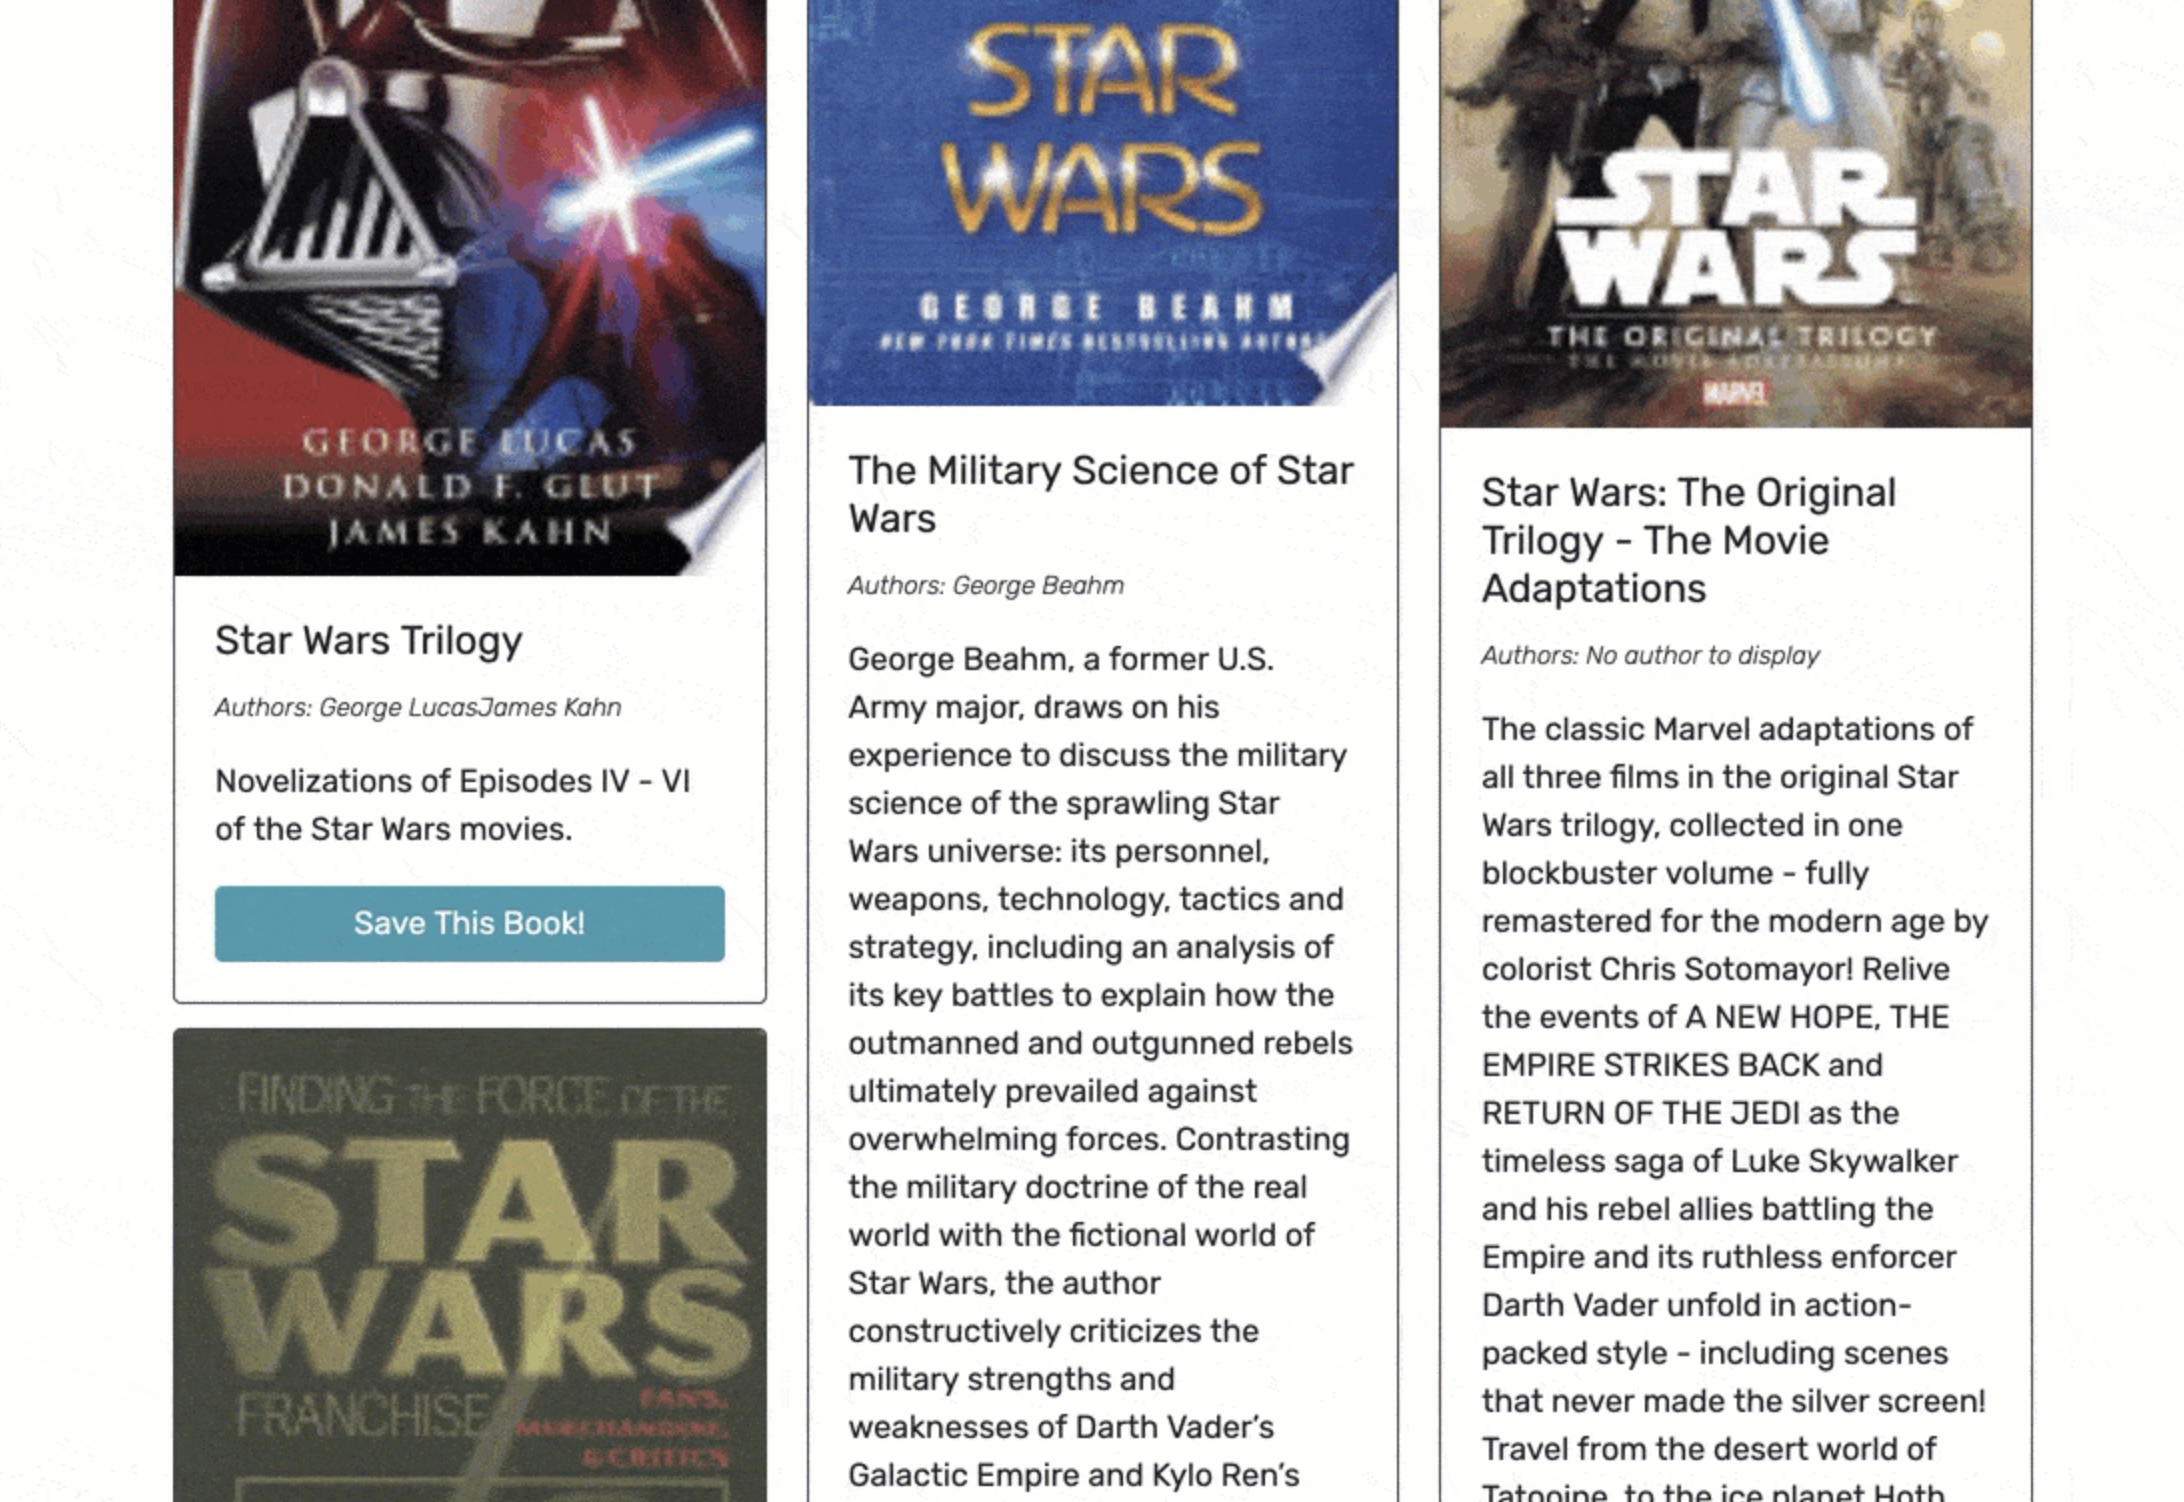 GEORGE LUCAS
DONALD F. GLUT
JAMES KAHN
Star Wars Trilogy
Authors: George LucasJames Kahn
Novelizations of Episodes IV - VI
of the Star Wars movies.
Save This Book!
FINDING THE FORCE OF THE
STAR
WARS
FRANCHISE
FANS,
MERCHANDISE,
& CRITICS
STAR
WARS
GEORGE BEAHM
NEW YORK TIMES BESTSELLING AUTHOR
The Military Science of Star
Wars
Authors: George Beahm
George Beahm, a former U.S.
Army major, draws on his
experience to discuss the military
science of the sprawling Star
Wars universe: its personnel,
weapons, technology, tactics and
strategy, including an analysis of
its key battles to explain how the
outmanned and outgunned rebels
ultimately prevailed against
overwhelming forces. Contrasting
the military doctrine of the real
world with the fictional world of
Star Wars, the author
constructively criticizes the
military strengths and
weaknesses of Darth Vader’s
Galactic Empire and Kylo Ren’s
STAR
WARS
THE ORIGINAL TRILOGY
THE MOVIE ADAPTATIONS
MARVEL
Star Wars: The Original
Trilogy - The Movie
Adaptations
Authors: No author to display
The classic Marvel adaptations of
all three films in the original Star
Wars trilogy, collected in one
blockbuster volume - fully
remastered for the modern age by
colorist Chris Sotomayor! Relive
the events of A NEW HOPE, THE
EMPIRE STRIKES BACK and
RETURN OF THE JEDI as the
timeless saga of Luke Skywalker
and his rebel allies battling the
Empire and its ruthless enforcer
Darth Vader unfold in action-
packed style - including scenes
that never made the silver screen!
Travel from the desert world of
Tatooine, to the ice planet Hoth